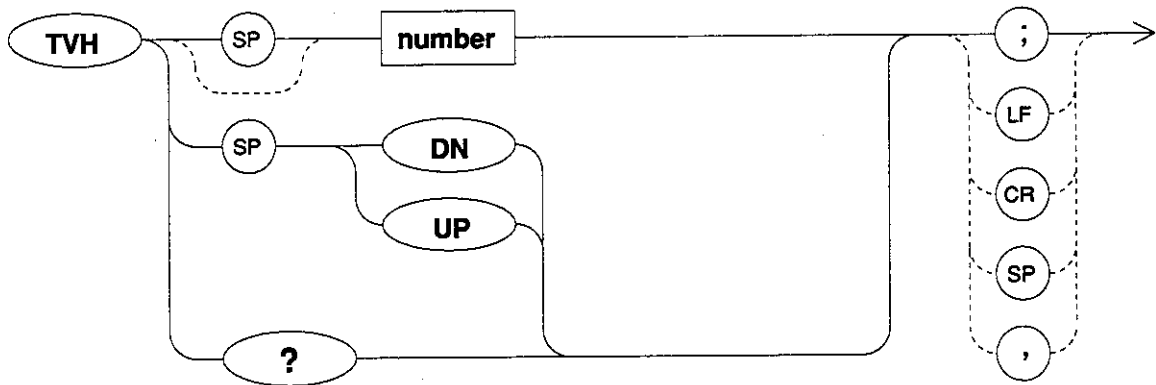 TVH SP number ;
LF
SP DN
CR
UP
SP
? ,